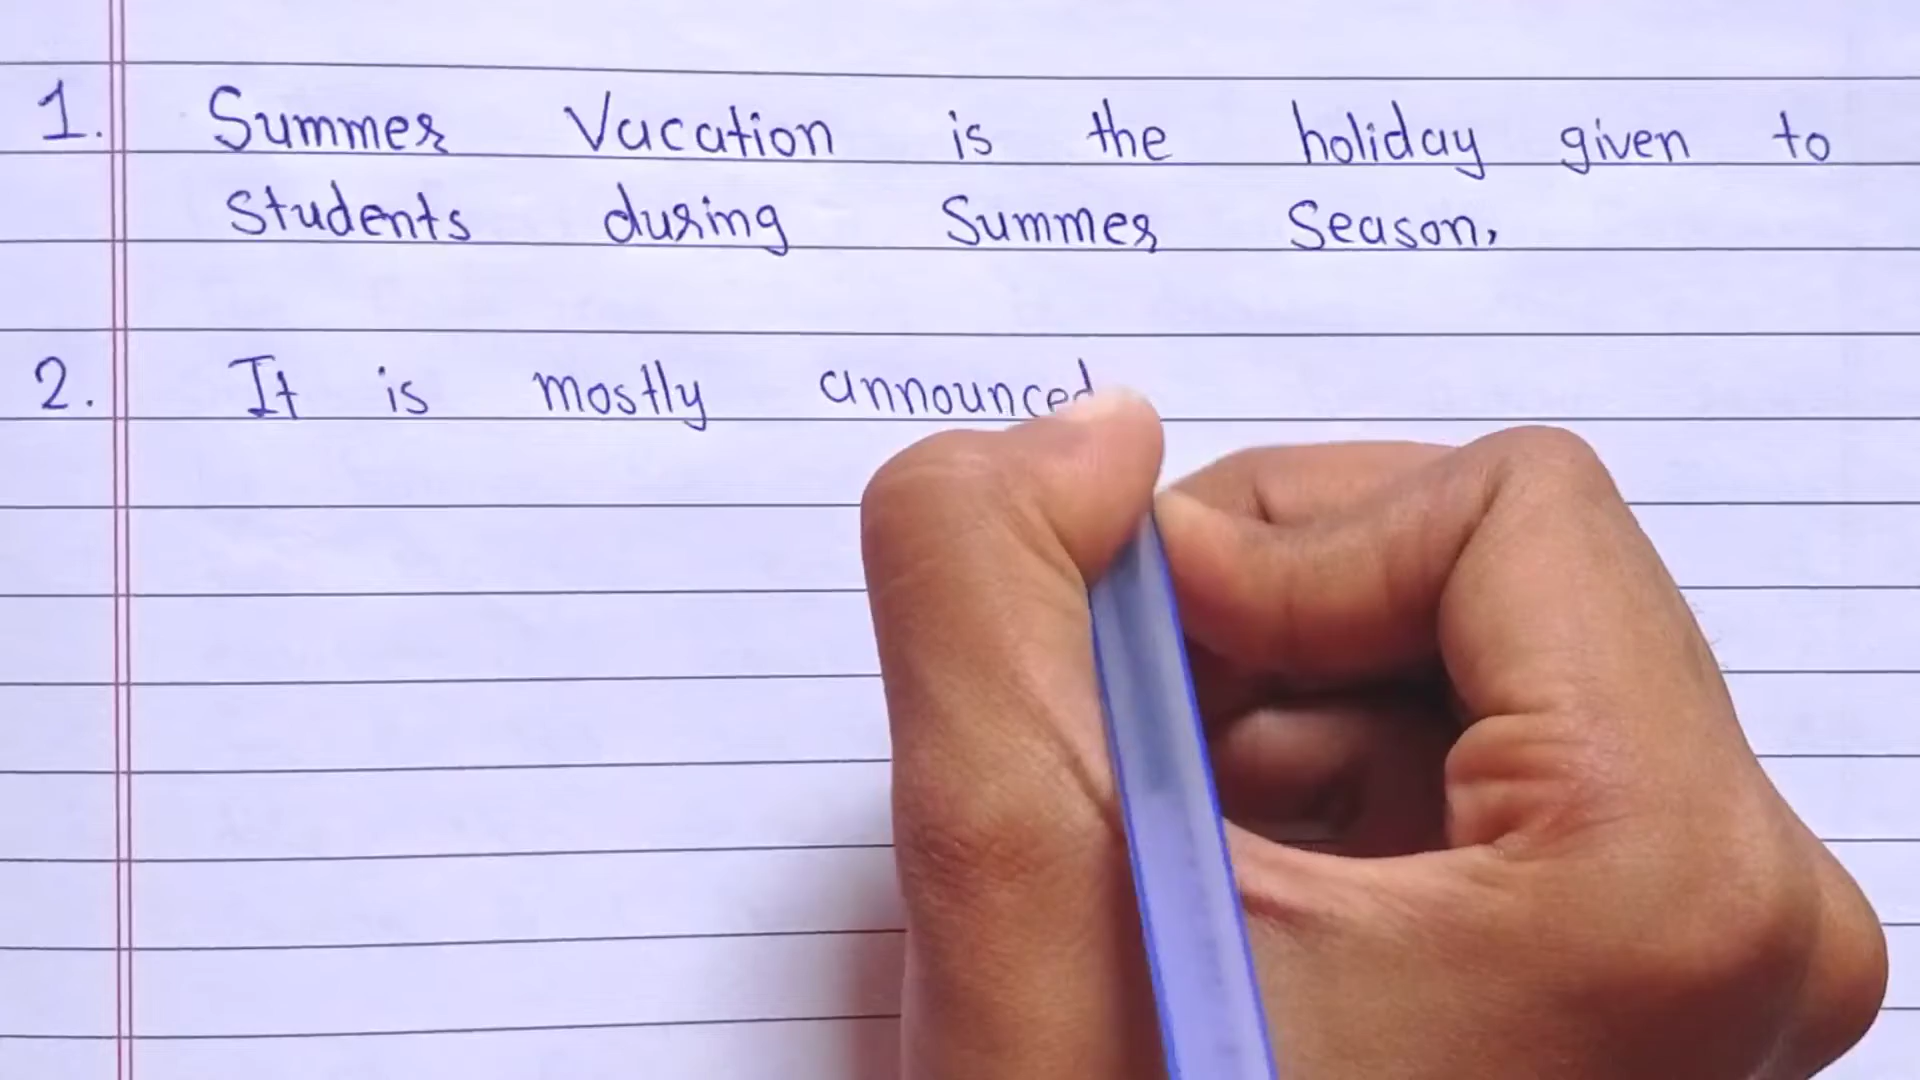 1. Summer Vacation is the holiday given to
Students during Summer Season.
2. It is mostly announced